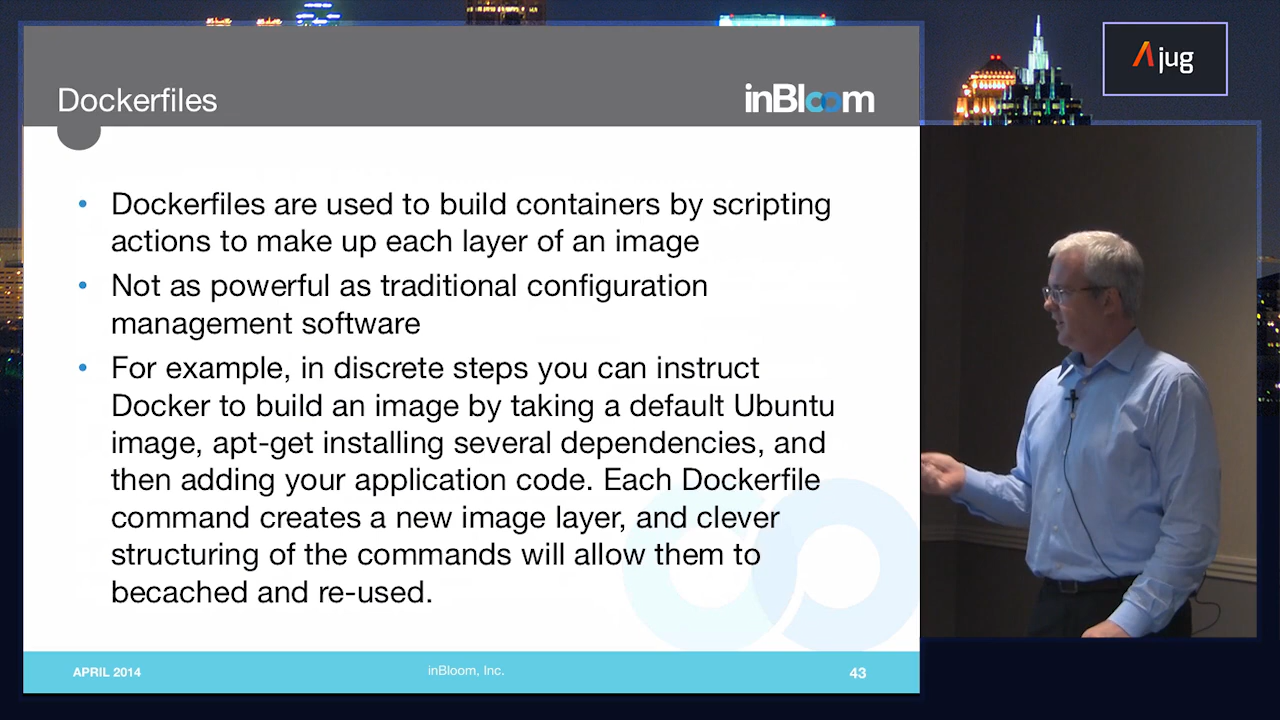 Dockerfiles
inBloom
Ajug
• Dockerfiles are used to build containers by scripting
actions to make up each layer of an image
• Not as powerful as traditional configuration
management software
• For example, in discrete steps you can instruct
Docker to build an image by taking a default Ubuntu
image, apt-get installing several dependencies, and
then adding your application code. Each Dockerfile
command creates a new image layer, and clever
structuring of the commands will allow them to
becached and re-used.
APRIL 2014
inBloom, Inc.
43